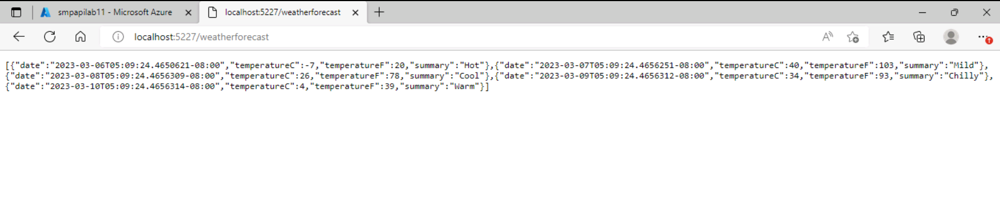 smpapilab11 - Microsoft Azure
localhost:5227/weatherforecast
localhost:5227/weatherforecast
[{"date":"2023-03-06T05:09:24.4650621-08:00","temperatureC":-7,"temperatureF":20,"summary":"Hot"},{"date":"2023-03-07T05:09:24.4656251-08:00","temperatureC":40,"temperatureF":103,"summary":"Mild"},
{"date":"2023-03-08T05:09:24.4656309-08:00","temperatureC":26,"temperatureF":78,"summary":"Cool"},{"date":"2023-03-09T05:09:24.4656312-08:00","temperatureC":34,"temperatureF":93,"summary":"Chilly"},
{"date":"2023-03-10T05:09:24.4656314-08:00","temperatureC":4,"temperatureF":39,"summary":"Warm"}]